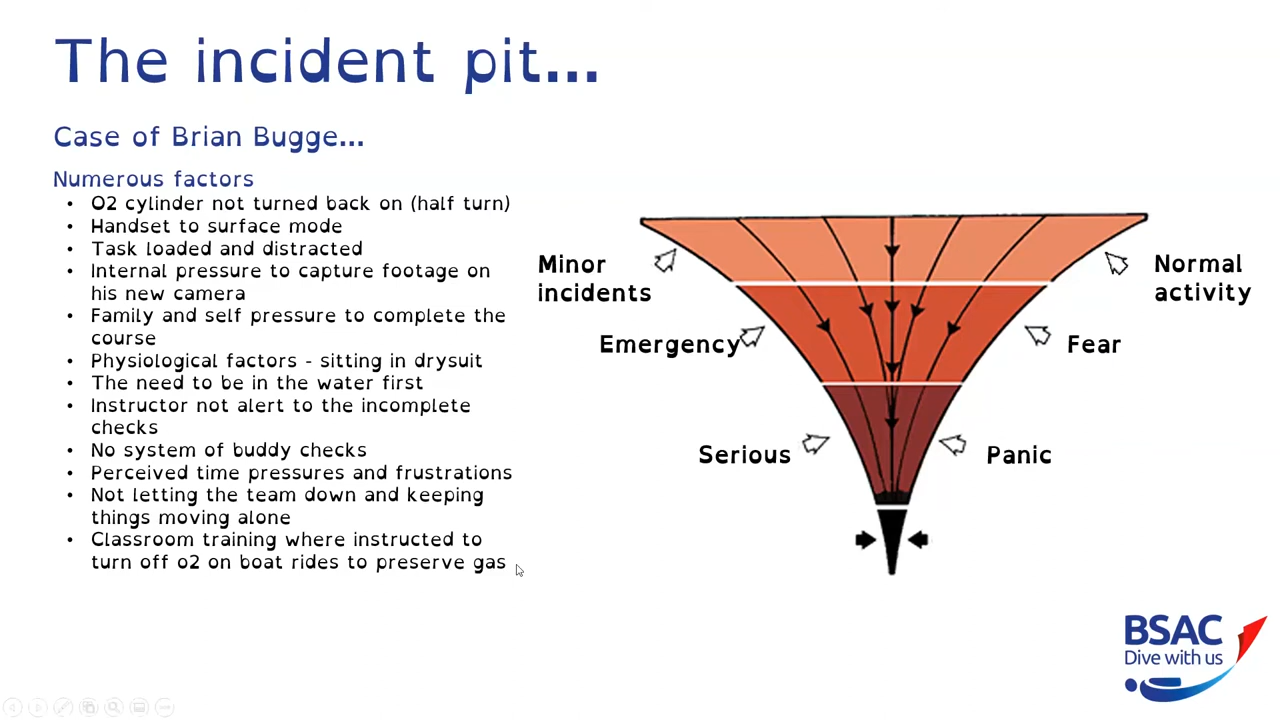 The incident pit...
Case of Brian Bugge...
Numerous factors
• O2 cylinder not turned back on (half turn)
• Handset to surface mode
• Task loaded and distracted
• Internal pressure to capture footage on
his new camera
• Family and self pressure to complete the
course
• Physiological factors - sitting in drysuit
• The need to be in the water first
• Instructor not alert to the incomplete
checks
• No system of buddy checks
• Perceived time pressures and frustrations
• Not letting the team down and keeping
things moving alone
• Classroom training where instructed to
turn off o2 on boat rides to preserve gas
Minor
incidents
Normal
activity
Emergency
Fear
Serious
Panic
BSAC
Dive with us